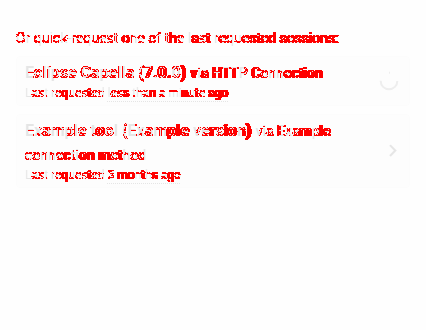 Or quick request one of the last requested sessions:
Eclipse Capella (7.0.0) via HTTP Connection
Last requested less than a minute ago
Example tool (Example version) via Example
connection method
Last requested 3 months ago